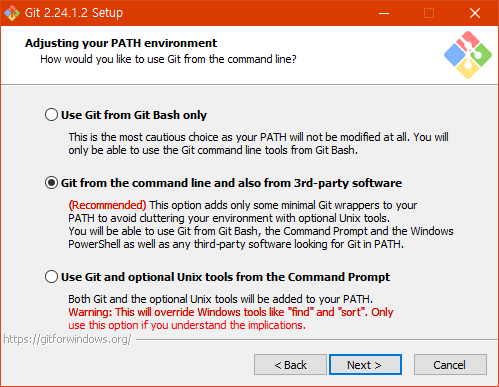 Git 2.24.1.2 Setup
Adjusting your PATH environment
How would you like to use Git from the command line?
Use Git from Git Bash only
This is the most cautious choice as your PATH will not be modified at all. You will
only be able to use the Git command line tools from Git Bash.
Git from the command line and also from 3rd-party software
(Recommended) This option adds only some minimal Git wrappers to your
PATH to avoid cluttering your environment with optional Unix tools.
You will be able to use Git from Git Bash, the Command Prompt and the Windows
PowerShell as well as any third-party software looking for Git in PATH.
Use Git and optional Unix tools from the Command Prompt
Both Git and the optional Unix tools will be added to your PATH.
Warning: This will override Windows tools like "find" and "sort". Only
use this option if you understand the implications.
https://gitforwindows.org/
< Back
Next >
Cancel